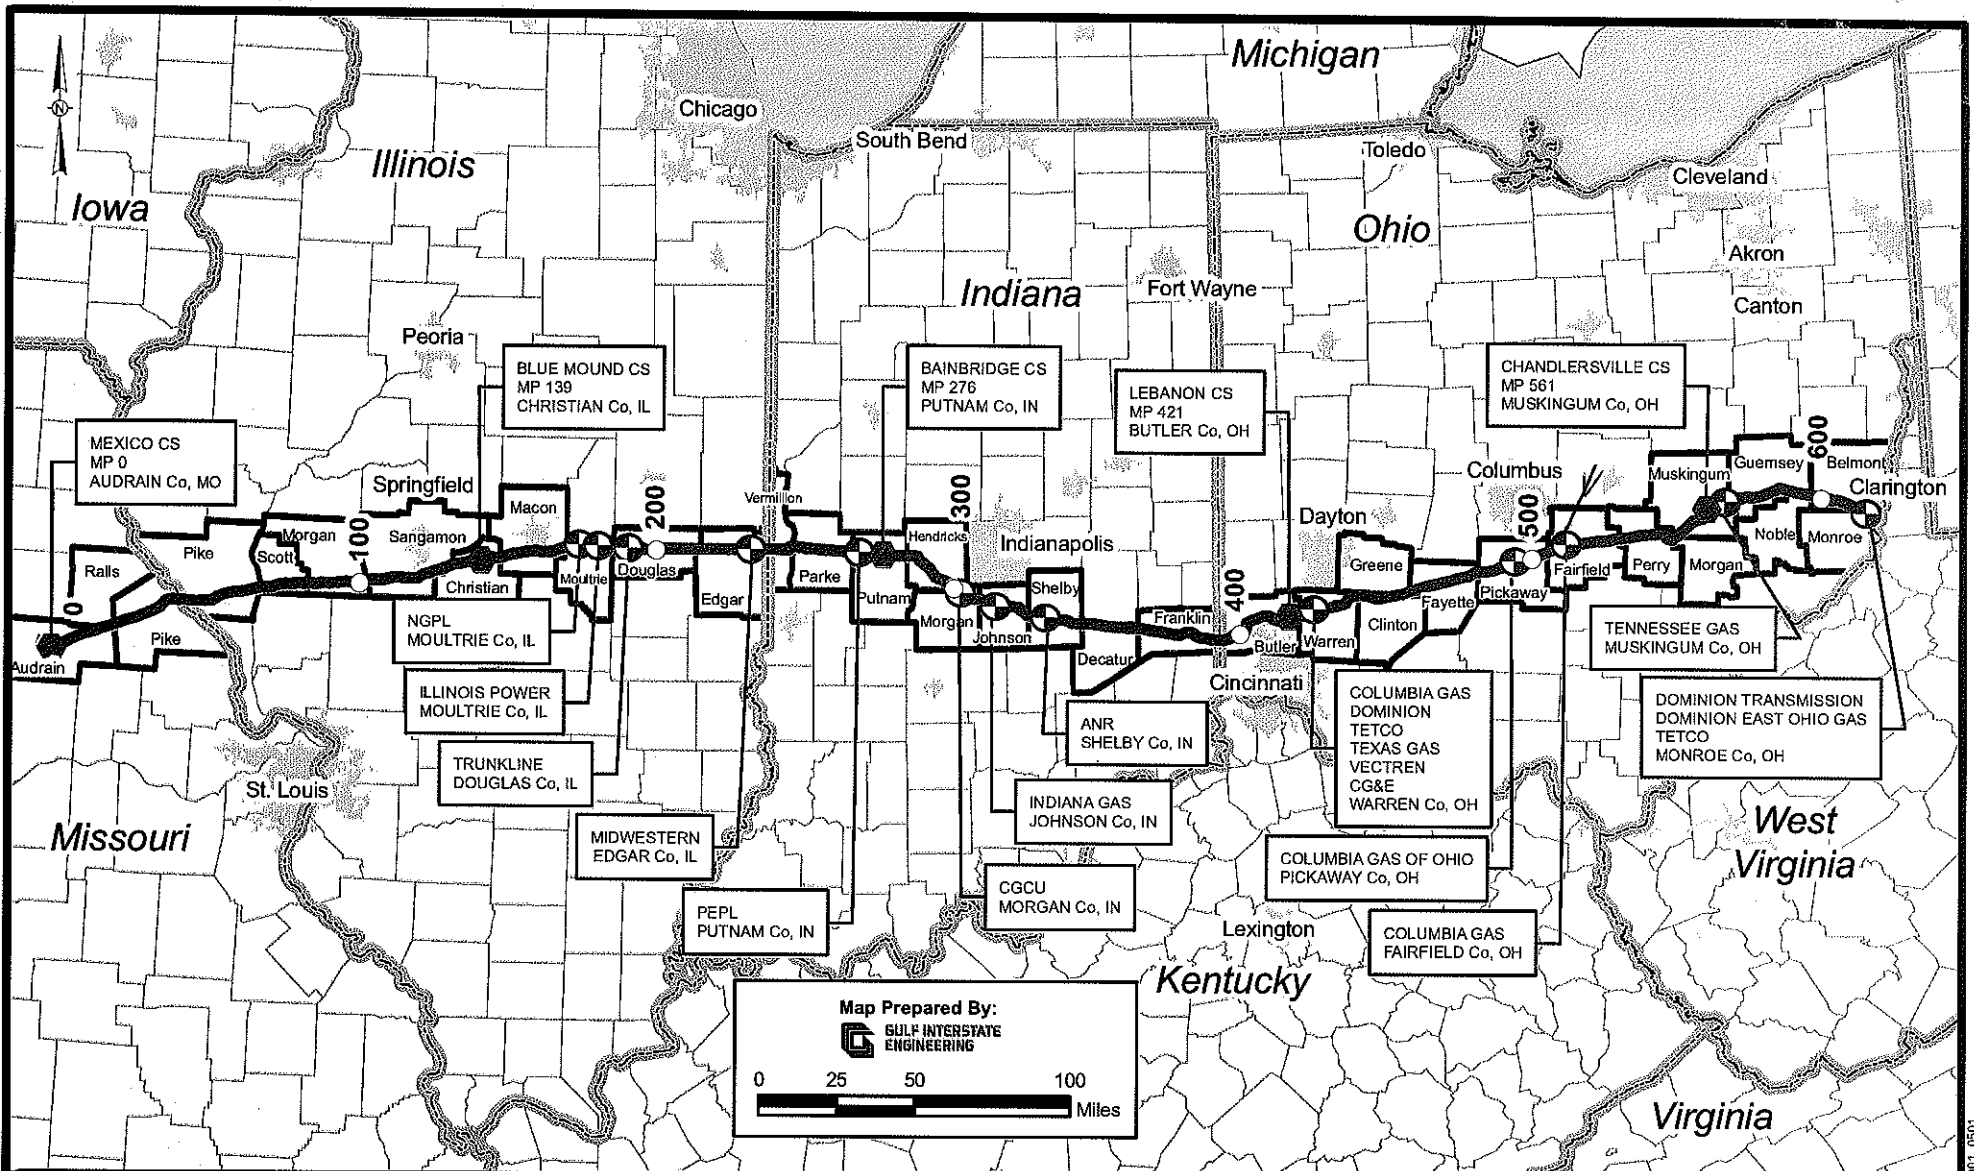 Michigan
Chicago
South Bend
Toledo
Illinois
Cleveland
Iowa
Ohio
Akron
Indiana
Fort Wayne
Canton
Peoria
BLUE MOUND CS
MP 139
CHRISTIAN Co, IL
BAINBRIDGE CS
MP 276
PUTNAM Co, IN
LEBANON CS
MP 421
BUTLER Co, OH
CHANDLERSVILLE CS
MP 561
MUSKINGUM Co, OH
MEXICO CS
MP 0
AUDRAIN Co, MO
Springfield
Columbus
Clarington
Dayton
Indianapolis
Cincinnati
0
100
200
300
400
500
600
Audrain
Ralls
Pike
Pike
Scott
Morgan
Sangamon
Christian
Macon
Moultrie
Douglas
Edgar
Vermillion
Parke
Putnam
Hendricks
Morgan
Johnson
Shelby
Decatur
Franklin
Butler
Warren
Greene
Clinton
Fayette
Pickaway
Fairfield
Perry
Muskingum
Morgan
Guernsey
Noble
Belmont
Monroe
NGPL
MOULTRIE Co, IL
ILLINOIS POWER
MOULTRIE Co, IL
TRUNKLINE
DOUGLAS Co, IL
MIDWESTERN
EDGAR Co, IL
PEPL
PUTNAM Co, IN
ANR
SHELBY Co, IN
INDIANA GAS
JOHNSON Co, IN
CGCU
MORGAN Co, IN
COLUMBIA GAS
DOMINION
TETCO
TEXAS GAS
VECTREN
CG&E
WARREN Co, OH
COLUMBIA GAS OF OHIO
PICKAWAY Co, OH
COLUMBIA GAS
FAIRFIELD Co, OH
TENNESSEE GAS
MUSKINGUM Co, OH
DOMINION TRANSMISSION
DOMINION EAST OHIO GAS
TETCO
MONROE Co, OH
St. Louis
Missouri
West
Virginia
Lexington
Kentucky
Virginia
N
Map Prepared By:
GULF INTERSTATE
ENGINEERING
0 25 50 100
Miles